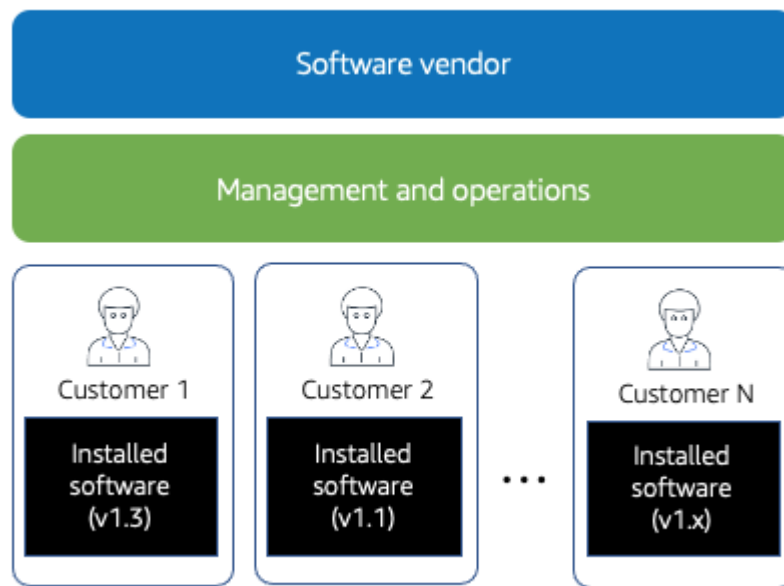 Software vendor
Management and operations
Customer 1
Installed
software
(v1.3)
Customer 2
Installed
software
(v1.1)
...
Customer N
Installed
software
(v1.x)